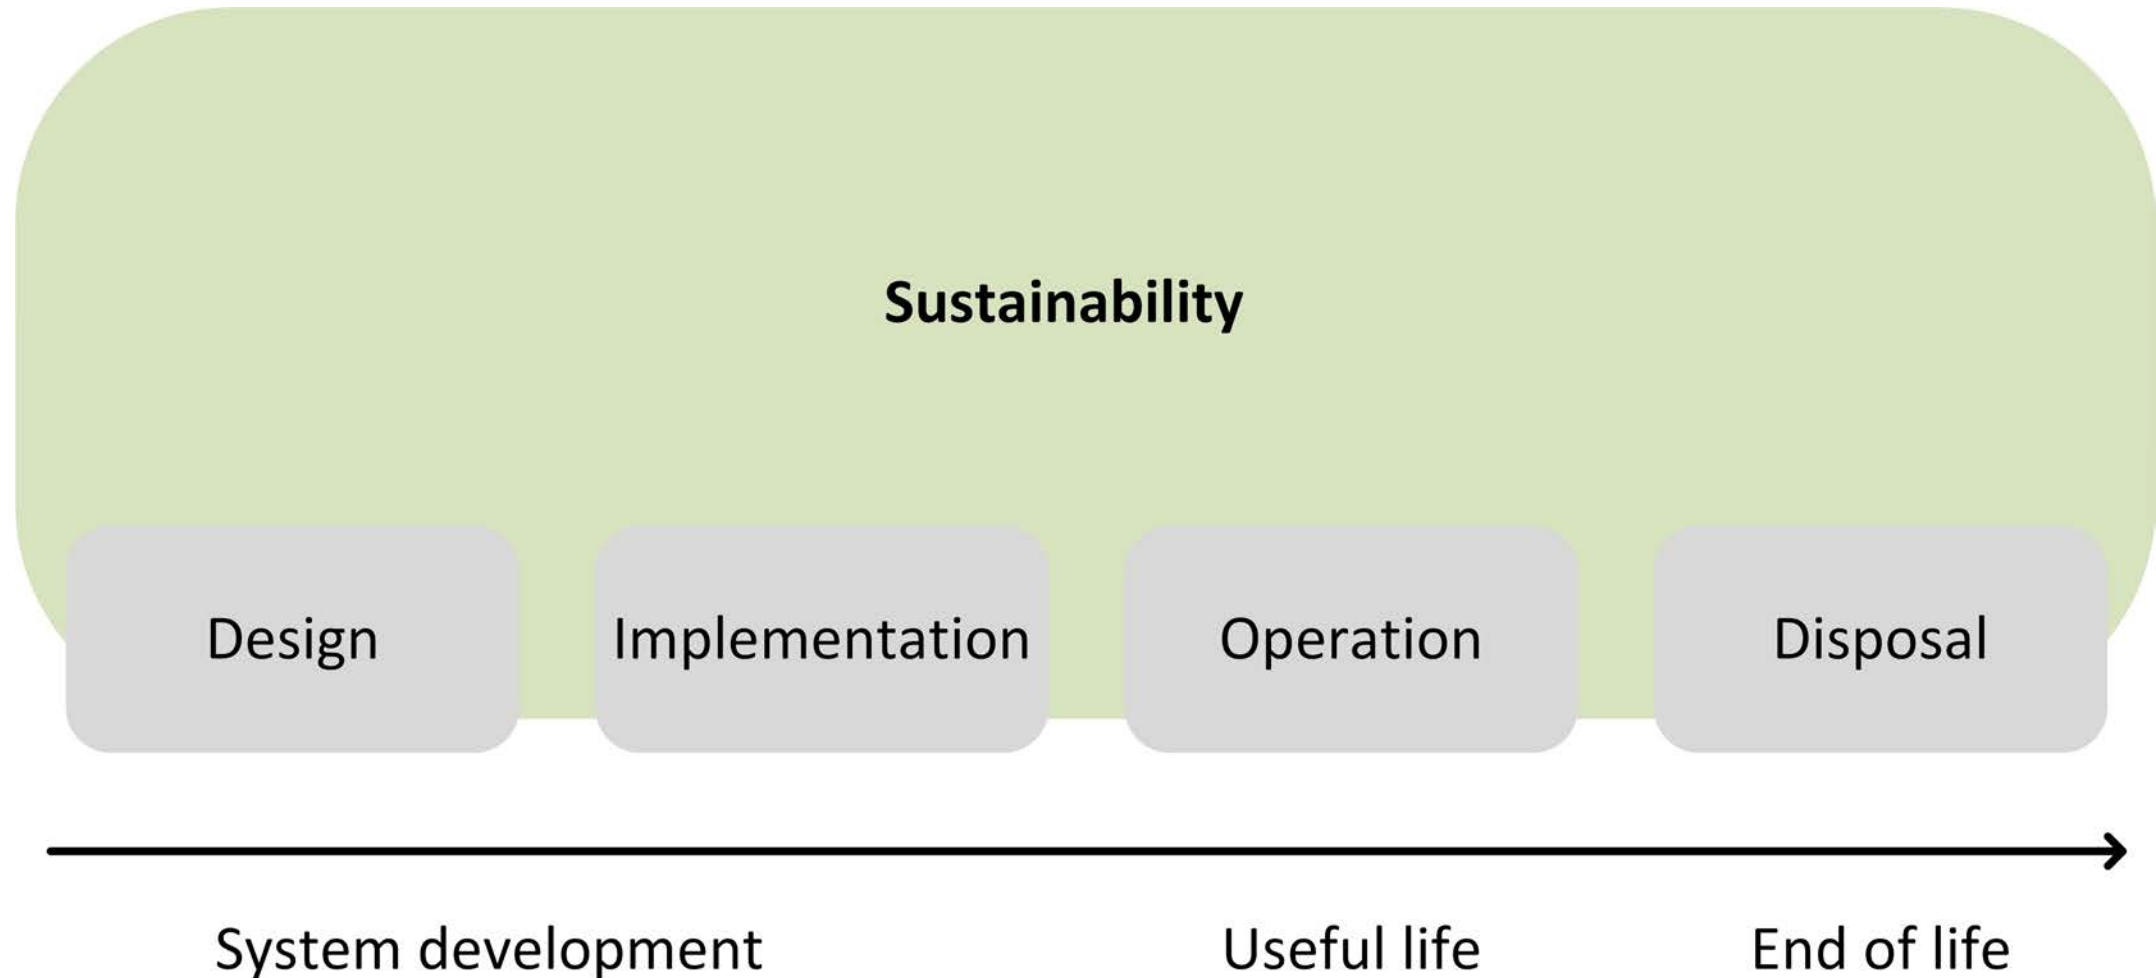 Sustainability
Design Implementation Operation Disposal
System development Useful life End of life